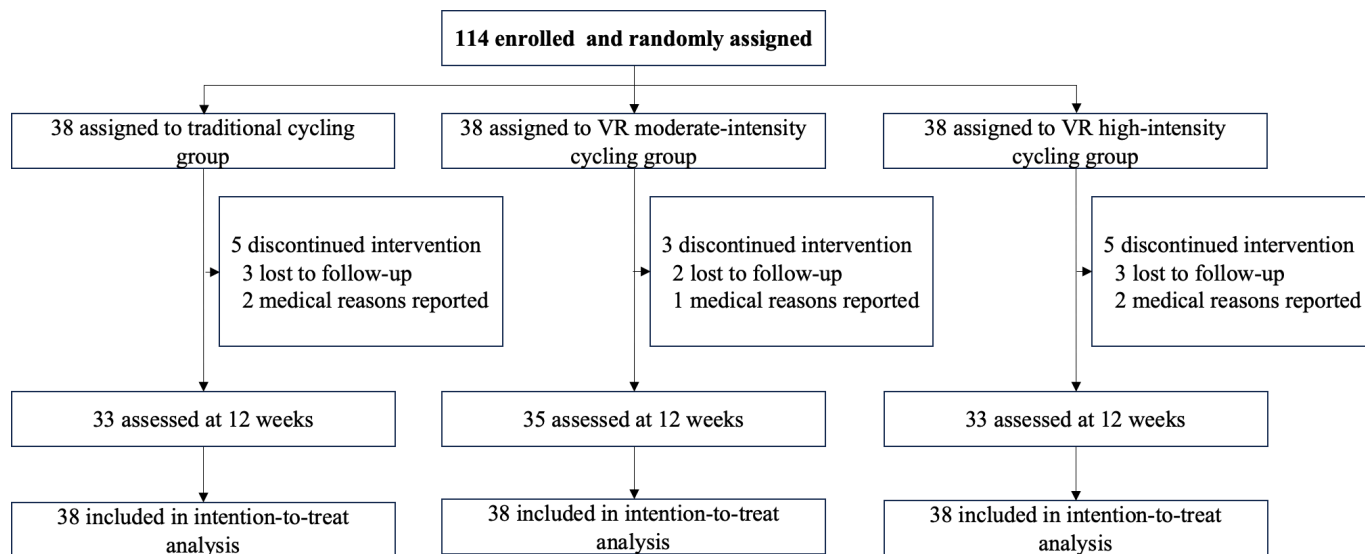 114 enrolled and randomly assigned
38 assigned to traditional cycling
group
38 assigned to VR moderate-intensity
cycling group
38 assigned to VR high-intensity
cycling group
5 discontinued intervention
3 lost to follow-up
2 medical reasons reported
3 discontinued intervention
2 lost to follow-up
1 medical reasons reported
5 discontinued intervention
3 lost to follow-up
2 medical reasons reported
33 assessed at 12 weeks
35 assessed at 12 weeks
33 assessed at 12 weeks
38 included in intention-to-treat
analysis
38 included in intention-to-treat
analysis
38 included in intention-to-treat
analysis